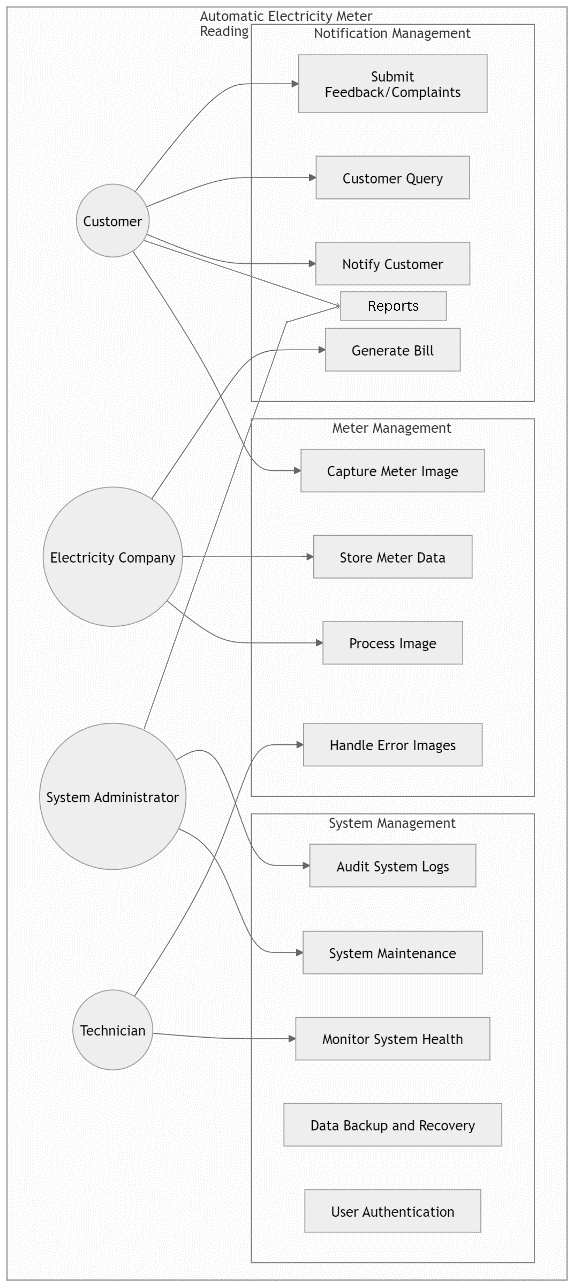 Automatic Electricity Meter
Reading
Notification Management
Submit
Feedback/Complaints
Customer Query
Customer
Notify Customer
Reports
Generate Bill
Meter Management
Capture Meter Image
Electricity Company
Store Meter Data
Process Image
Handle Error Images
System Administrator
System Management
Audit System Logs
System Maintenance
Technician
Monitor System Health
Data Backup and Recovery
User Authentication